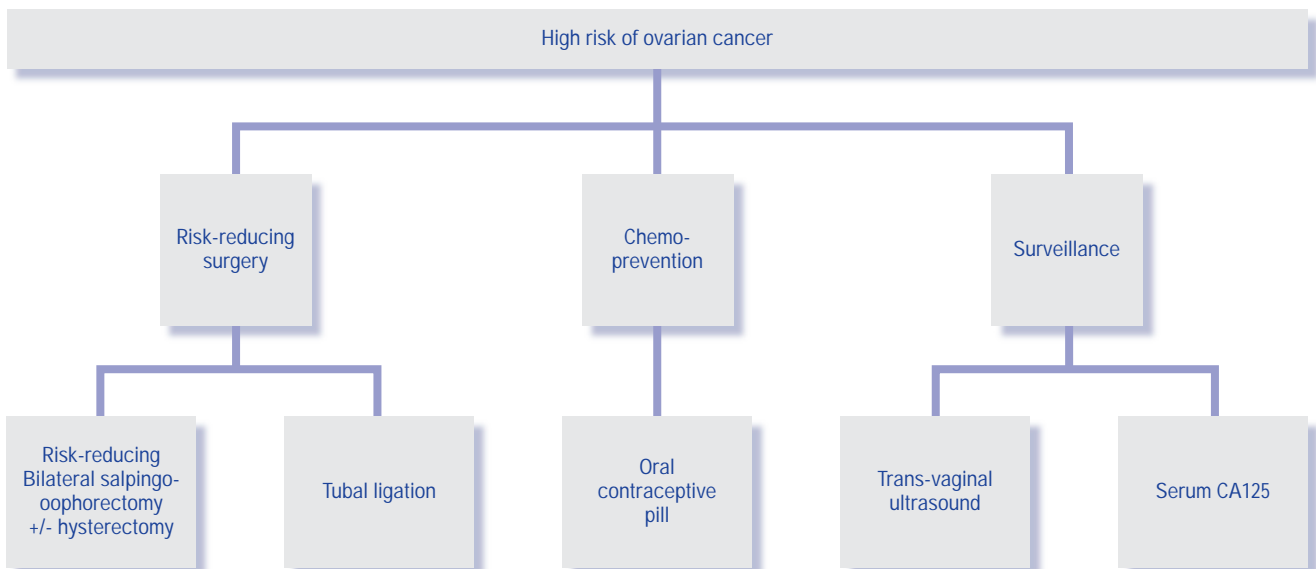 High risk of ovarian cancer
Risk-reducing
surgery
Chemo-
prevention
Surveillance
Risk-reducing
Bilateral salpingo-
oophorectomy
+/- hysterectomy
Tubal ligation
Oral
contraceptive
pill
Trans-vaginal
ultrasound
Serum CA125